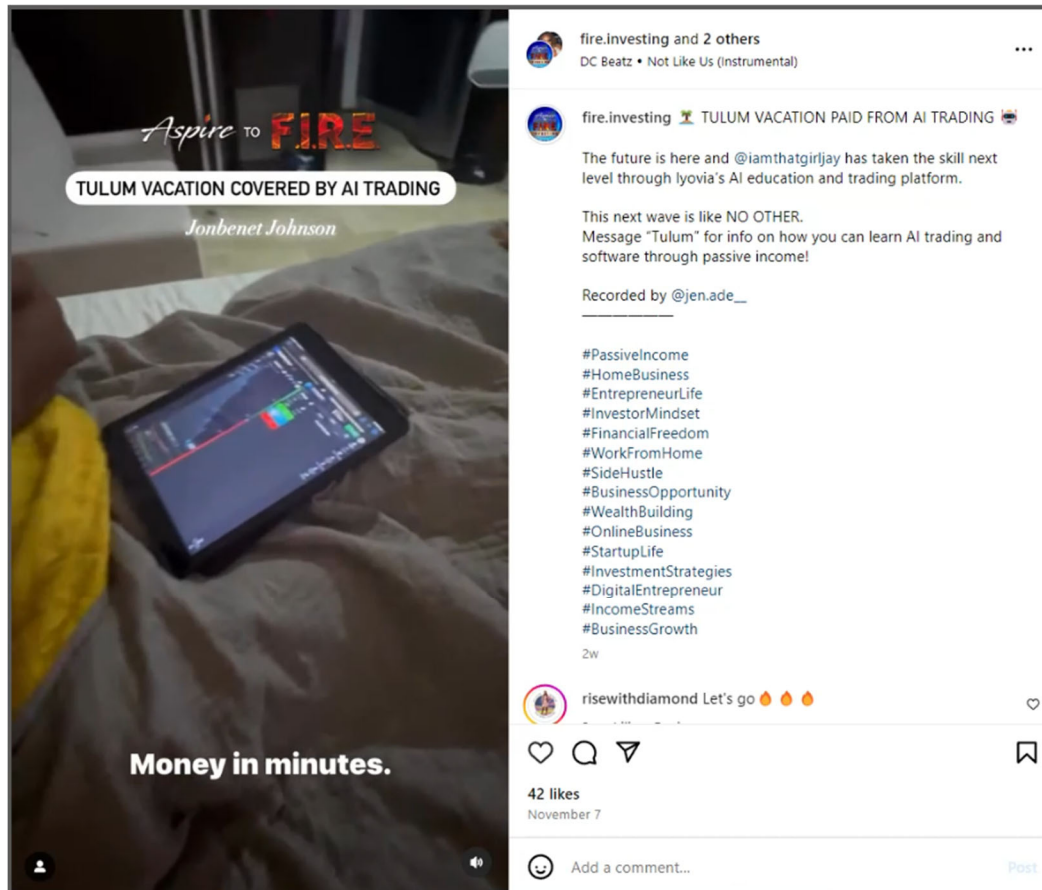 Aspire TO F.I.R.E
TULUM VACATION COVERED BY AI TRADING
Jonbenet Johnson
Money in minutes.
fire.investing and 2 others
DC Beatz • Not Like Us (Instrumental)
fire.investing 🏝️ TULUM VACATION PAID FROM AI TRADING 🤖
The future is here and @iamthatgirljay has taken the skill next
level through Iyovia's AI education and trading platform.
This next wave is like NO OTHER.
Message “Tulum” for info on how you can learn AI trading and
software through passive income!
Recorded by @jen.ade__
——————
#PassiveIncome
#HomeBusiness
#EntrepreneurLife
#InvestorMindset
#FinancialFreedom
#WorkFromHome
#SideHustle
#BusinessOpportunity
#WealthBuilding
#OnlineBusiness
#StartupLife
#InvestmentStrategies
#DigitalEntrepreneur
#IncomeStreams
#BusinessGrowth
2w
risewithdiamond Let's go🔥 🔥 🔥
42 likes
November 7
Add a comment...
Post